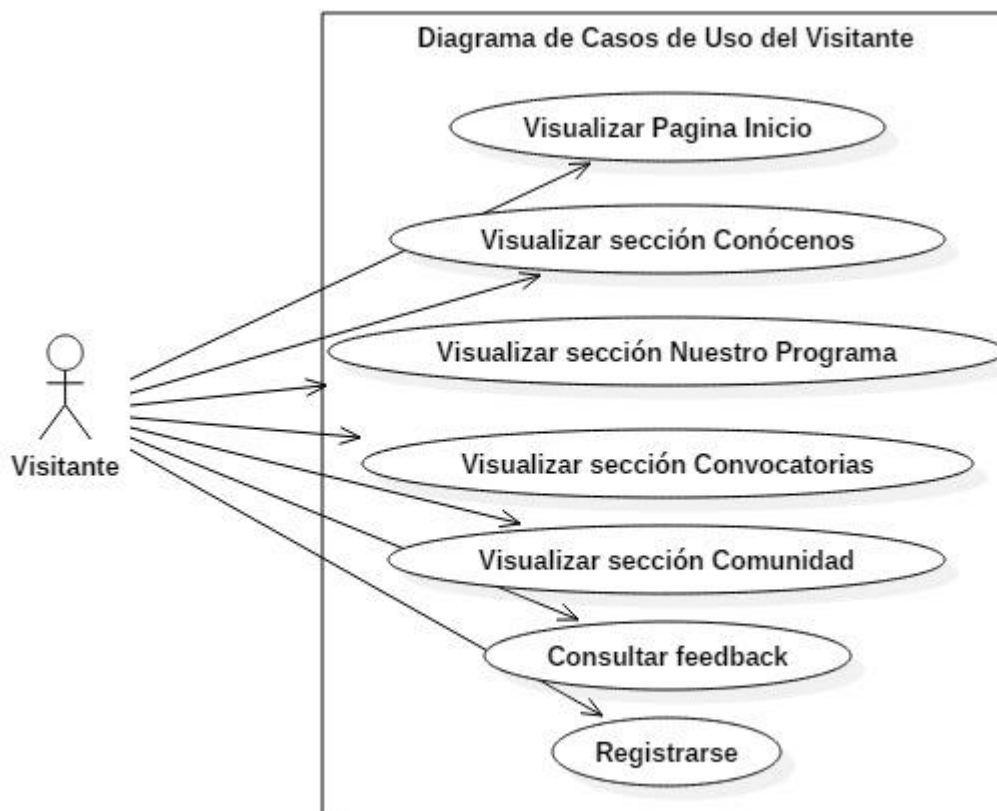 Diagrama de Casos de Uso del Visitante
Visualizar Pagina Inicio
Visualizar sección Conócenos
Visualizar sección Nuestro Programa
Visitante
Visualizar sección Convocatorias
Visualizar sección Comunidad
Consultar feedback
Registrarse